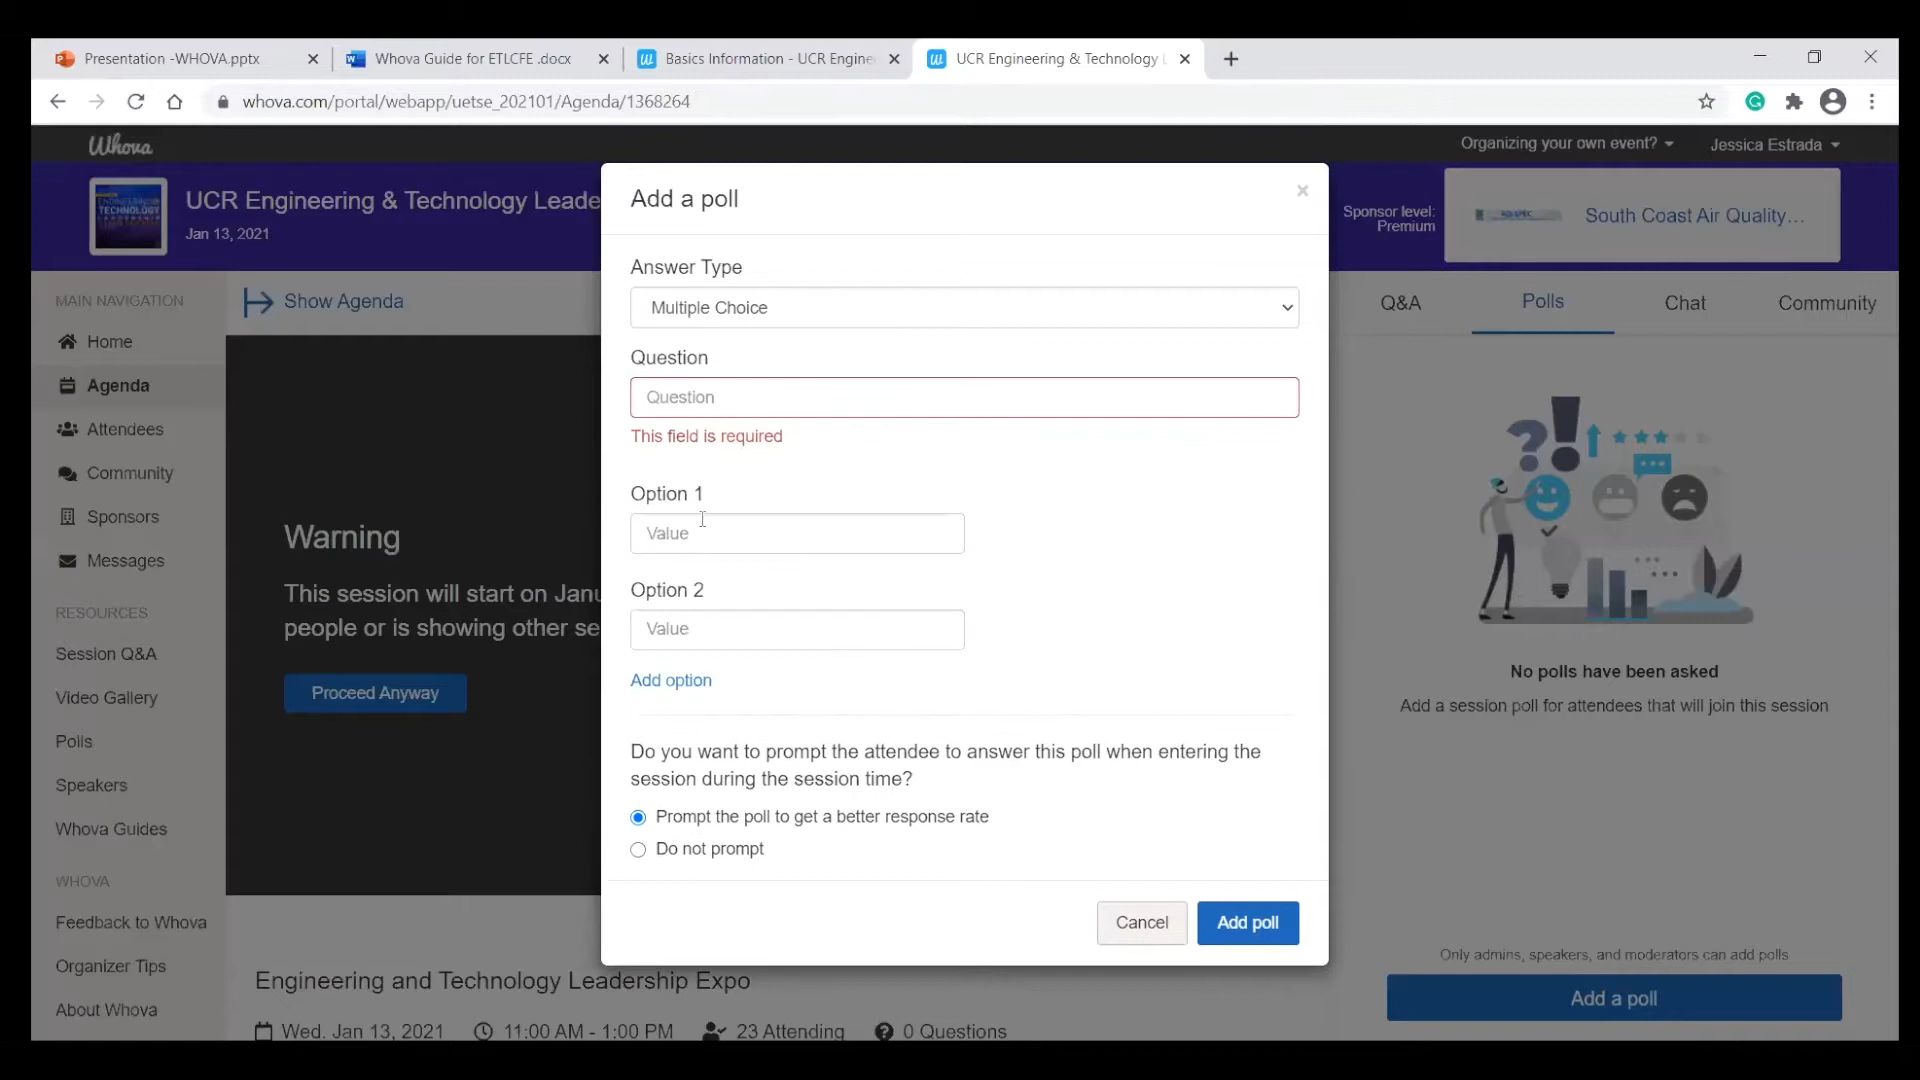 Presentation -WHOVA.pptx
Whova Guide for ETLCFE .docx
Basics Information - UCR Engine
UCR Engineering & Technology L
whova.com/portal/webapp/uetse_202101/Agenda/1368264
Whova
Organizing your own event?
Jessica Estrada
ENGINEERING
TECHNOLOGY
LEADERSHIP
UCR Engineering & Technology Leade
Jan 13, 2021
Sponsor level:
Premium
South Coast Air Quality...
MAIN NAVIGATION
Home
Agenda
Attendees
Community
Sponsors
Messages
RESOURCES
Session Q&A
Video Gallery
Polls
Speakers
Whova Guides
WHOVA
Feedback to Whova
Organizer Tips
About Whova
Show Agenda
Warning
This session will start on Janu
people or is showing other se
Proceed Anyway
Engineering and Technology Leadership Expo
Wed. Jan 13, 2021
11:00 AM - 1:00 PM
23 Attending
0 Questions
Add a poll
×
Answer Type
Multiple Choice
Question
Question
This field is required
Option 1
Value
Option 2
Value
Add option
Do you want to prompt the attendee to answer this poll when entering the
session during the session time?
Prompt the poll to get a better response rate
Do not prompt
Cancel
Add poll
Q&A
Polls
Chat
Community
No polls have been asked
Add a session poll for attendees that will join this session
Only admins, speakers, and moderators can add polls
Add a poll